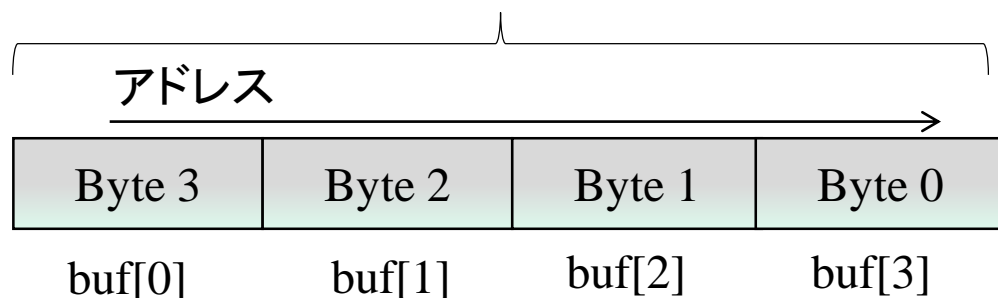 アドレス
Byte 3 Byte 2 Byte 1 Byte 0
buf[0] buf[1] buf[2] buf[3]